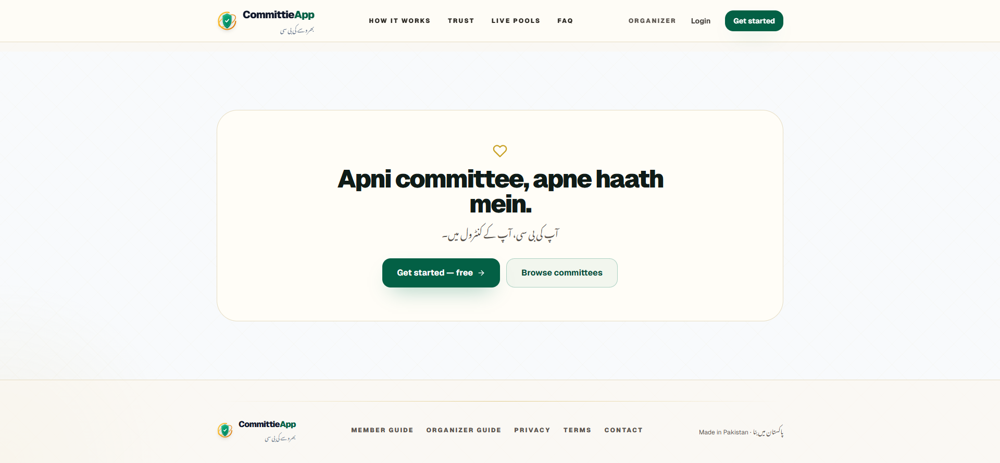 CommittieApp
بھروسے کی بی سی
HOW IT WORKS
TRUST
LIVE POOLS
FAQ
ORGANIZER
Login
Get started
Apni committee, apne haath
mein.
آپ کی بی سی، آپ کے کنٹرول میں۔
Get started — free →
Browse committees
CommittieApp
بھروسے کی بی سی
MEMBER GUIDE
ORGANIZER GUIDE
PRIVACY
TERMS
CONTACT
Made in Pakistan · پاکستان میں بنا